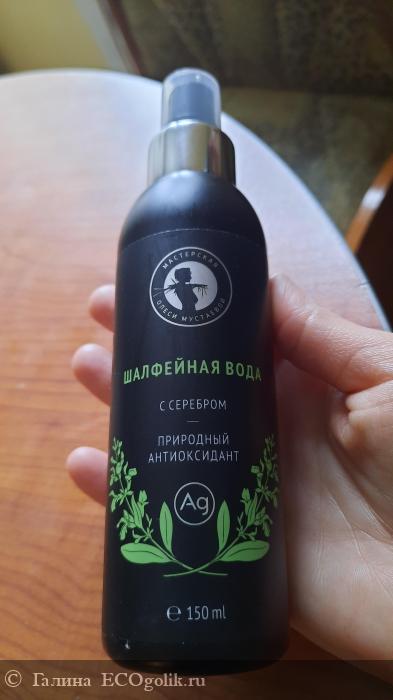 МАСТЕРСКАЯ
ОЛЕСИ МУСТАЕВОЙ
ШАЛФЕЙНАЯ ВОДА
С СЕРЕБРОМ
ПРИРОДНЫЙ
АНТИОКСИДАНТ
Ag
℮ 150 ml
© Галина ECOgolik.ru